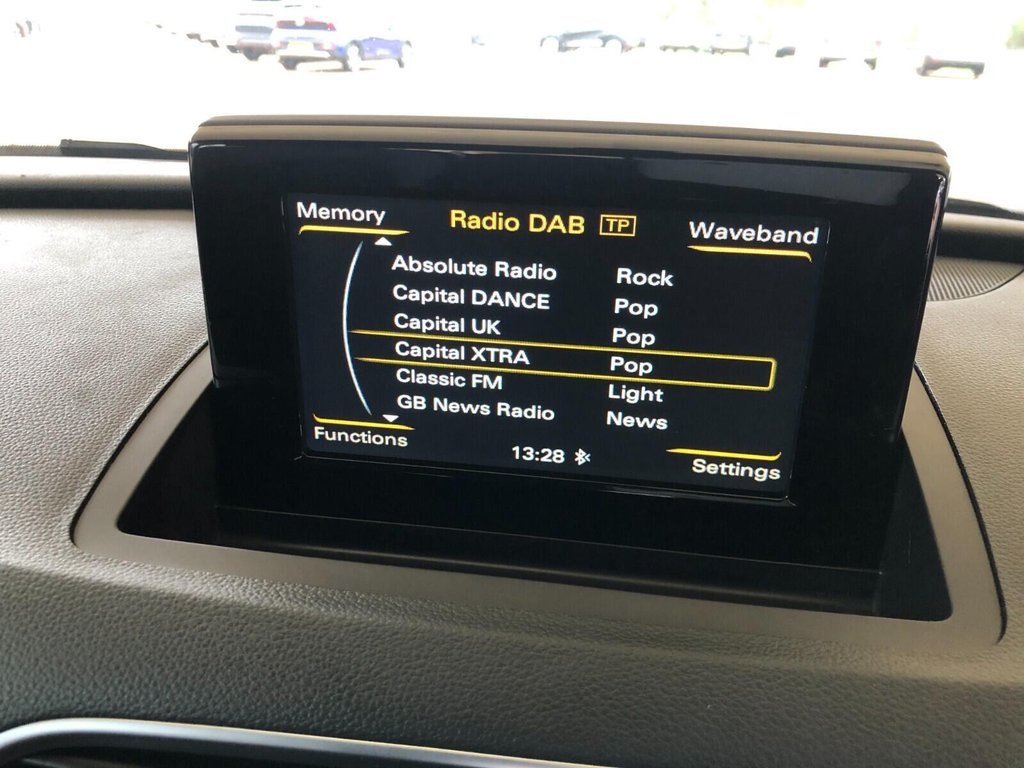 Memory Radio DAB TP Waveband
Absolute Radio Rock
Capital DANCE Pop
Capital UK Pop
Capital XTRA Pop
Classic FM Light
GB News Radio News
Functions 13:28 Settings